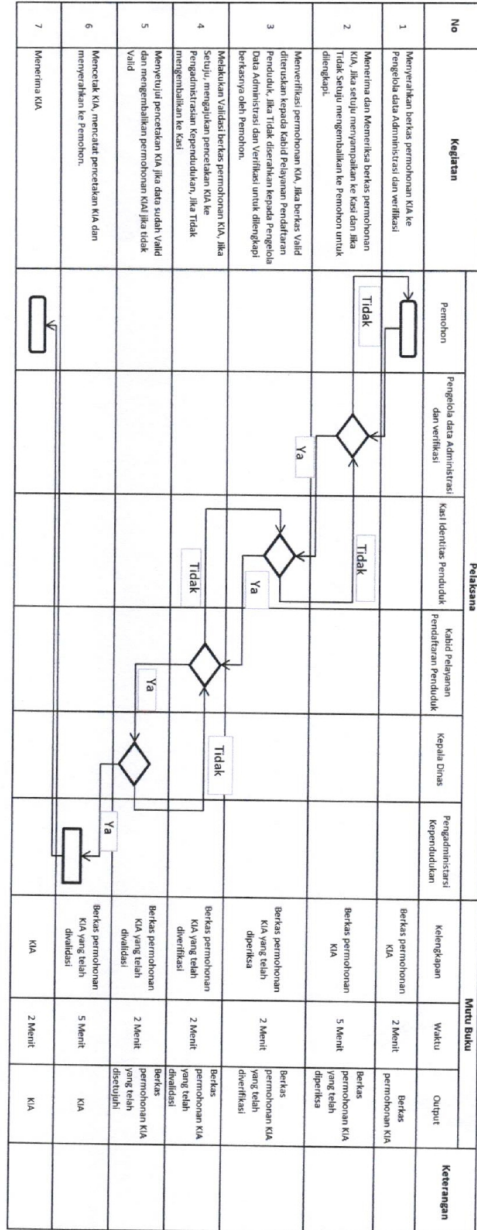 No
Kegiatan
Pelaksana
Mutu Buku
Keterangan
Pemohon
Pengelola data Administrasi
dan verifikasi
Kasi Identitas Penduduk
Kabid Pelayanan
Pendaftaran Penduduk
Kepala Dinas
Pengadministarsi
Kependudukan
Kelengkapan
Waktu
Output
1
Menyerahkan berkas permohonan KIA ke
Pengelola data Administrasi dan verifikasi
Berkas permohonan
KIA
2 Menit
Berkas
permohonan KIA
2
Menerima dan Memeriksa berkas permohonan
KIA, Jika setuju menyampaikan ke Kasi dan Jika
Tidak Setuju mengembalikan ke Pemohon untuk
dilengkapi.
Tidak
Ya
Tidak
Berkas permohonan
KIA
5 Menit
Berkas
permohonan KIA
yang telah
diperiksa
3
Memverifikasi permohonan KIA, Jika berkas Valid
diteruskan kepada Kabid Pelayanan Pendaftaran
Penduduk, Jika Tidak diserahkan kepada Pengelola
Data Administrasi dan Verifikasi untuk dilengkapi
berkasnya oleh Pemohon.
Ya
Berkas permohonan
KIA yang telah
diperiksa
2 Menit
Berkas
permohonan KIA
yang telah
diverifikasi
4
Melakukan Validasi berkas permohonan KIA, Jika
Setuju, mengajukan pencetakan KIA ke
Pengadmistrasian Kependudukan, Jika Tidak
mengembalikan ke Kasi
Tidak
Ya
Tidak
Berkas permohonan
KIA yang telah
diverifikasi
2 Menit
Berkas
permohonan KIA
yang telah
divalidasi
5
Menyetujui pencetakan KIA jika data sudah Valid
dan mengembalikan permohonan KIAI jika tidak
Valid
Ya
Berkas permohonan
KIA yang telah
divalidasi
2 Menit
Berkas
permohonan KIA
yang telah
disetujuhi
6
Mencetak KIA, mencatat pencetakan KIA dan
menyerahkan ke Pemohon.
Berkas permohonan
KIA yang telah
divalidasi
5 Menit
KIA
7
Menerima KIA
KIA
2 Menit
KIA